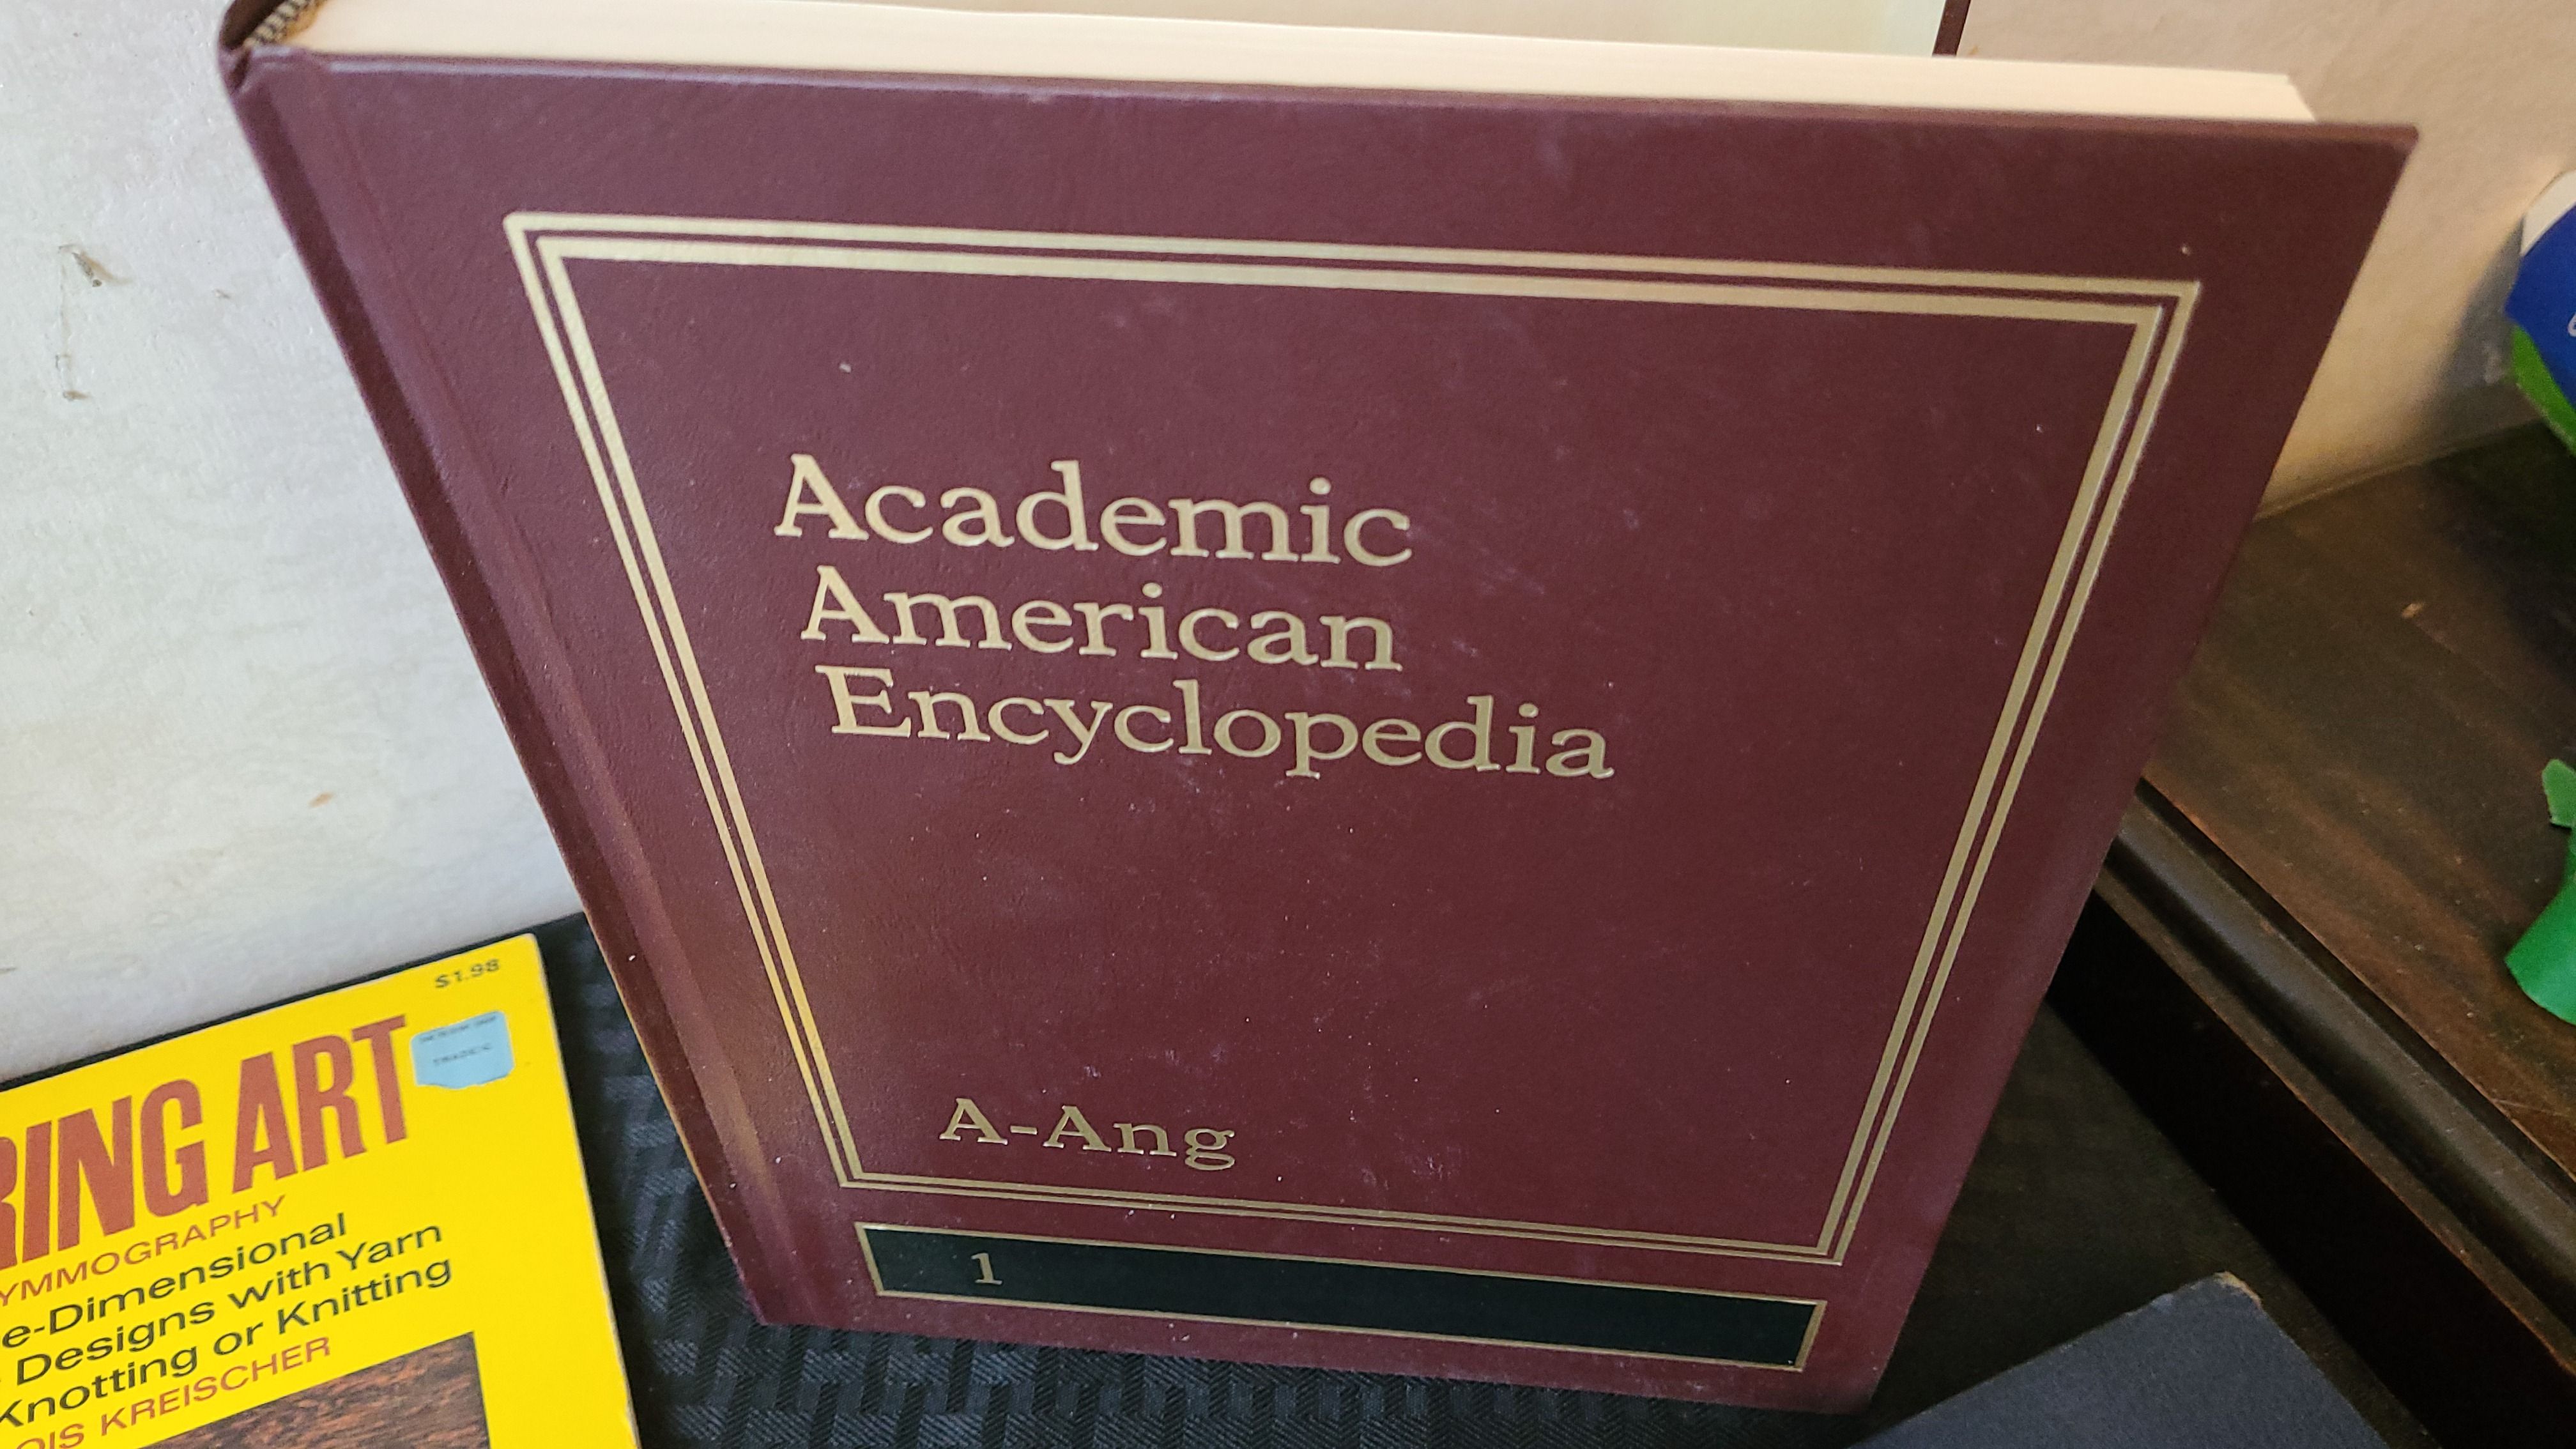 Academic
American
Encyclopedia
A-Ang
1
$1.98
RING ART
YMMOGRAPHY
e-Dimensional
Designs with Yarn
Knotting or Knitting
OIS KREISCHER